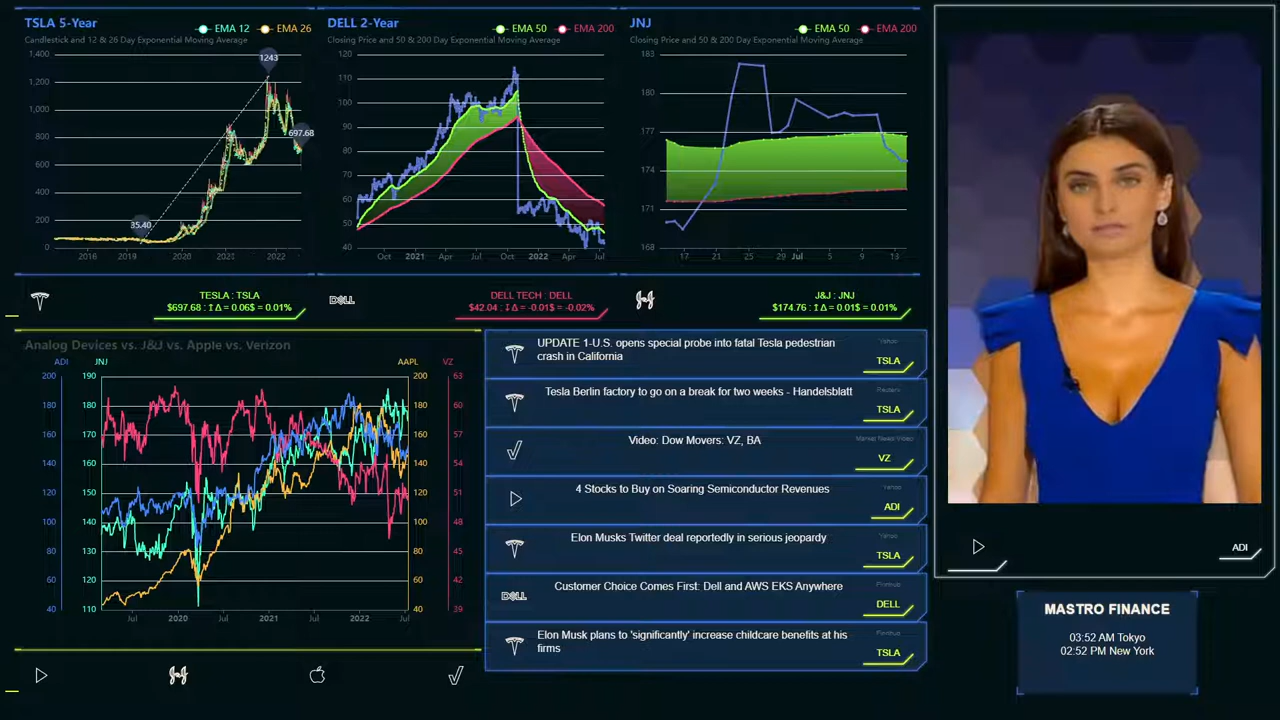 TSLA 5-Year
EMA 12
EMA 26
Candlestick and 12 & 26 Day Exponential Moving Average
1,400
1,200
1,000
800
600
400
200
0
1243
697.68
35.40
2016
2019
2020
2021
2022
DELL 2-Year
EMA 50
EMA 200
Closing Price and 50 & 200 Day Exponential Moving Average
120
110
100
90
80
70
60
50
40
Oct
2021
Apr
Jul
Oct
2022
Apr
Jul
JNJ
EMA 50
EMA 200
Closing Price and 50 & 200 Day Exponential Moving Average
183
180
177
174
171
168
17
21
25
29
Jul
5
9
13
TESLA : TSLA
$697.68 : ↕ Δ = 0.06$ = 0.01%
DELL
DELL TECH : DELL
$42.04 : ↕ Δ = -0.01$ = -0.02%
J&J : JNJ
$174.76 : ↕ Δ = 0.01$ = 0.01%
Analog Devices vs. J&J vs. Apple vs. Verizon
ADI
JNJ
AAPL
VZ
200
180
160
140
120
100
80
60
40
190
180
170
160
150
140
130
120
110
200
180
160
140
120
100
80
60
40
63
60
57
54
51
48
45
42
39
Jul
2020
Jul
2021
Jul
2022
Jul
UPDATE 1-U.S. opens special probe into fatal Tesla pedestrian
crash in California
Yahoo
TSLA
Tesla Berlin factory to go on a break for two weeks - Handelsblatt
Reuters
TSLA
Video: Dow Movers: VZ, BA
Market News Video
VZ
4 Stocks to Buy on Soaring Semiconductor Revenues
Yahoo
ADI
Elon Musks Twitter deal reportedly in serious jeopardy
Yahoo
TSLA
Customer Choice Comes First: Dell and AWS EKS Anywhere
Finnhub
DELL
DELL
Elon Musk plans to 'significantly' increase childcare benefits at his
firms
Finnhub
TSLA
ADI
MASTRO FINANCE
03:52 AM Tokyo
02:52 PM New York